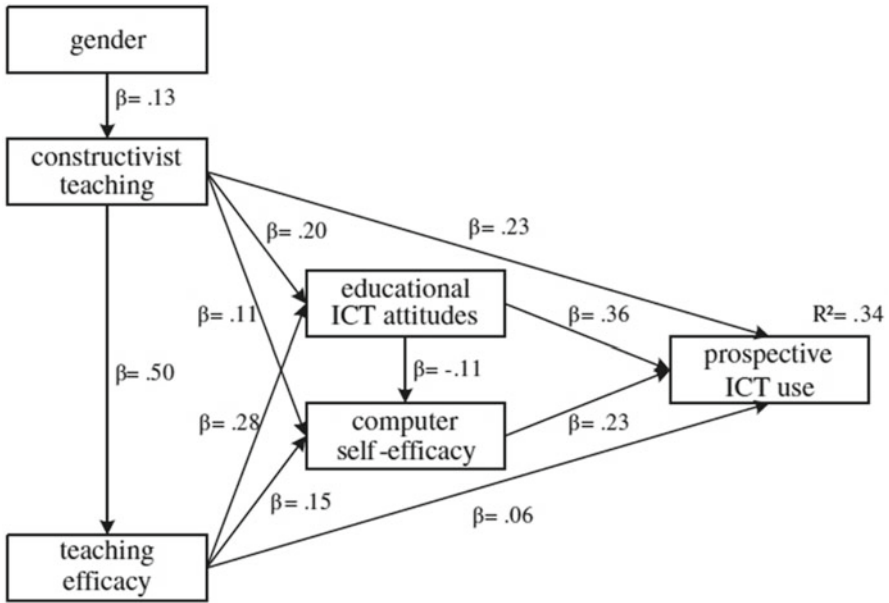 gender
β= .13
constructivist
teaching
β= .20
β= .23
educational
ICT attitudes
β= .11
β= .36
R²= .34
β= .50
β= -.11
prospective
ICT use
β= .28
computer
self-efficacy
β= .23
β= .15
β= .06
teaching
efficacy